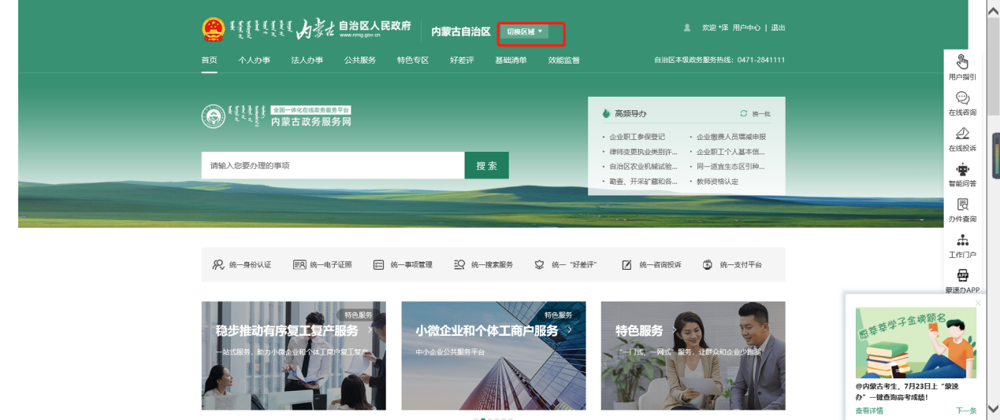 自治区人民政府
www.nmg.gov.cn
内蒙古自治区
切换区域
欢迎 *泽 用户中心 | 退出
首页 个人办事 法人办事 公共服务 特色专区 好差评 基础清单 效能监督
自治区本级政务服务热线：0471-2841111
全国一体化在线政务服务平台
内蒙古政务服务网
请输入您要办理的事项
搜 索
高频导办
换一批
· 企业职工参保登记
· 企业缴费人员增减申报
· 律师变更执业类别许...
· 企业职工个人基本信...
· 自治区农业机械试验...
· 同一适宜生态区引种...
· 勘查、开采矿藏和各...
· 教师资格认定
统一身份认证
统一电子证照
统一事项管理
统一搜索服务
统一“好差评”
统一咨询投诉
统一支付平台
特色服务
稳步推动有序复工复产服务
一站式服务，助力小微企业和个体工商户复工复产
特色服务
小微企业和个体工商户服务
中小企业公共服务平台
特色服务
“一门式、一网式”服务，让群众和企业少跑腿
用户指引
在线咨询
在线投诉
智能问答
办件查询
工作门户
APP
蒙速办APP
愿莘莘学子金榜题名
@内蒙古考生，7月23日上“蒙速
办”一键查询高考成绩！
查看详情
下一条